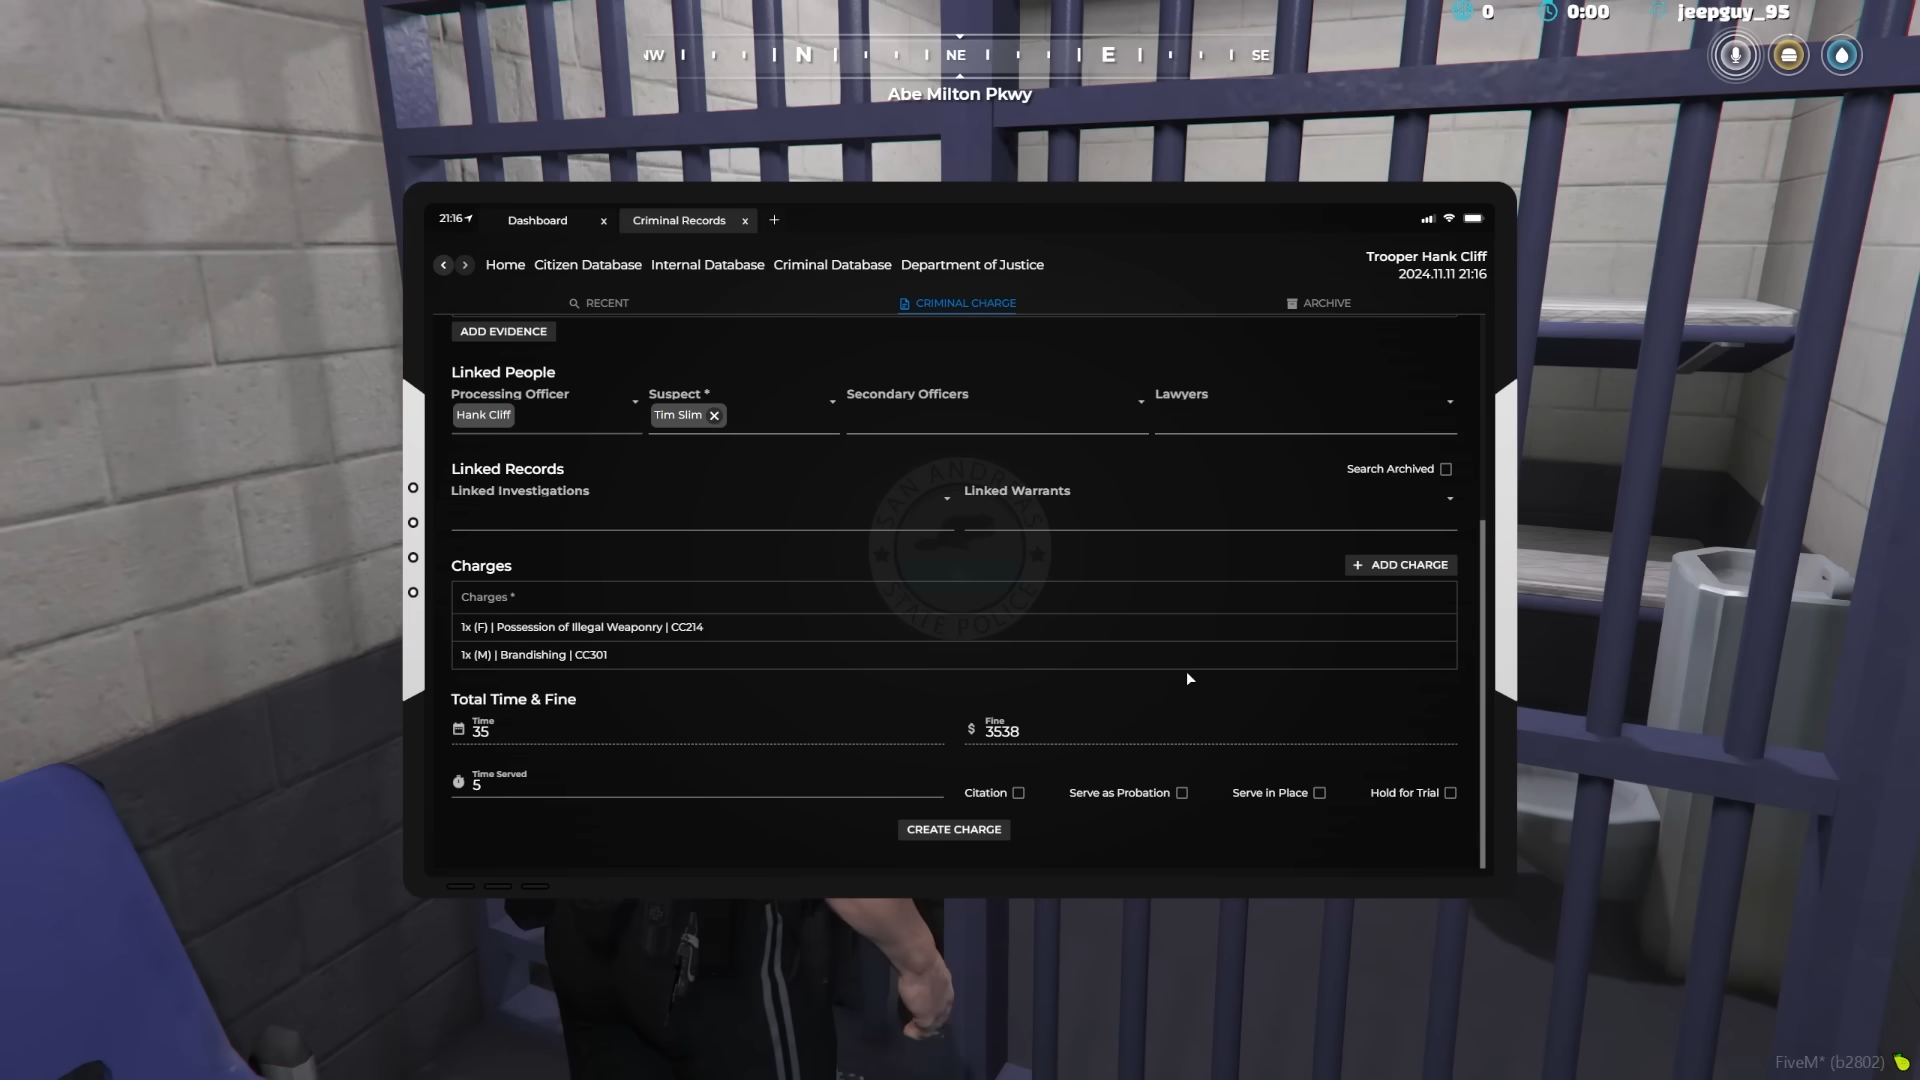 0 0:00 jeepguy_95
NW N NE E SE
Abe Milton Pkwy
21:16 Dashboard x Criminal Records x +
Home Citizen Database Internal Database Criminal Database Department of Justice
Trooper Hank Cliff
2024.11.11 21:16
RECENT CRIMINAL CHARGE ARCHIVE
ADD EVIDENCE
Linked People
Processing Officer Suspect * Secondary Officers Lawyers
Hank Cliff Tim Slim
Linked Records Search Archived
Linked Investigations Linked Warrants
SAN ANDREAS
STATE POLICE
Charges + ADD CHARGE
Charges *
1x (F) | Possession of Illegal Weaponry | CC214
1x (M) | Brandishing | CC301
Total Time & Fine
Time Fine
35 $ 3538
Time Served
5
Citation Serve as Probation Serve in Place Hold for Trial
CREATE CHARGE
FiveM* (b2802)